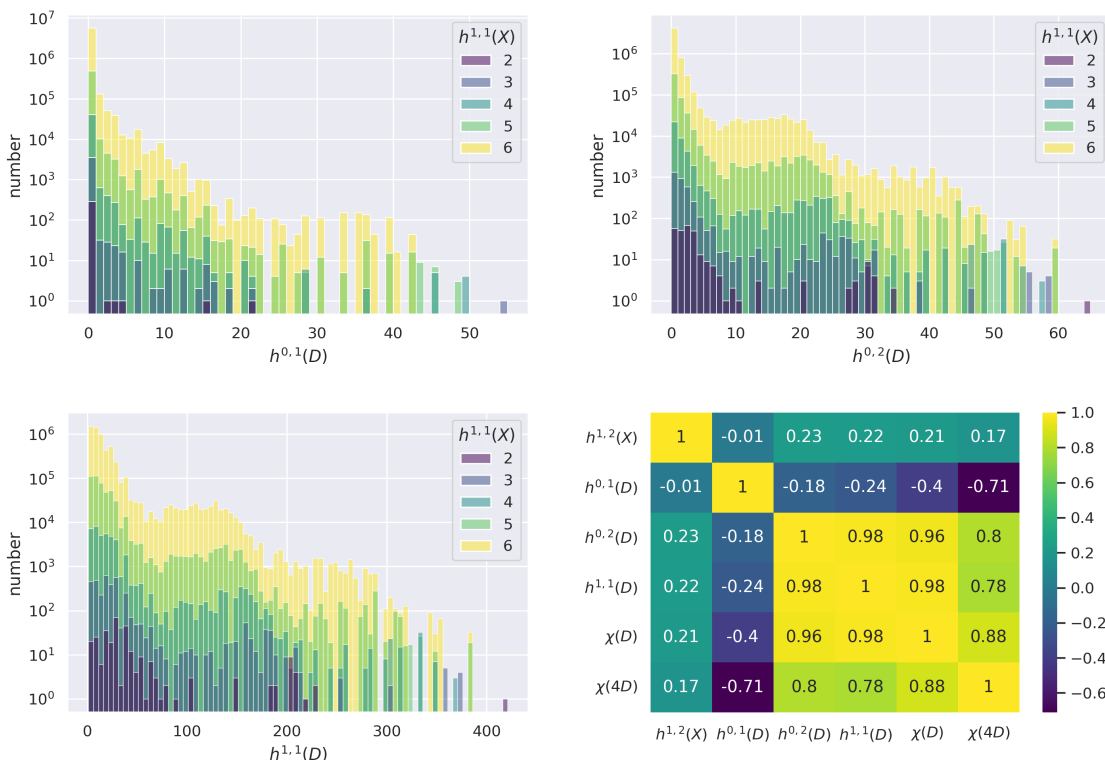 number
10^7
10^6
10^5
10^4
10^3
10^2
10^1
10^0
0 10 20 30 40 50
h^{0,1}(D)
h^{1,1}(X)
2
3
4
5
6
number
10^6
10^5
10^4
10^3
10^2
10^1
10^0
0 10 20 30 40 50 60
h^{0,2}(D)
h^{1,1}(X)
2
3
4
5
6
number
10^6
10^5
10^4
10^3
10^2
10^1
10^0
0 100 200 300 400
h^{1,1}(D)
h^{1,1}(X)
2
3
4
5
6
h^{1,2}(X) 1 -0.01 0.23 0.22 0.21 0.17
h^{0,1}(D) -0.01 1 -0.18 -0.24 -0.4 -0.71
h^{0,2}(D) 0.23 -0.18 1 0.98 0.96 0.8
h^{1,1}(D) 0.22 -0.24 0.98 1 0.98 0.78
χ(D) 0.21 -0.4 0.96 0.98 1 0.88
χ(4D) 0.17 -0.71 0.8 0.78 0.88 1
h^{1,2}(X) h^{0,1}(D) h^{0,2}(D) h^{1,1}(D) χ(D) χ(4D)
1.0
0.8
0.6
0.4
0.2
0.0
−0.2
−0.4
−0.6